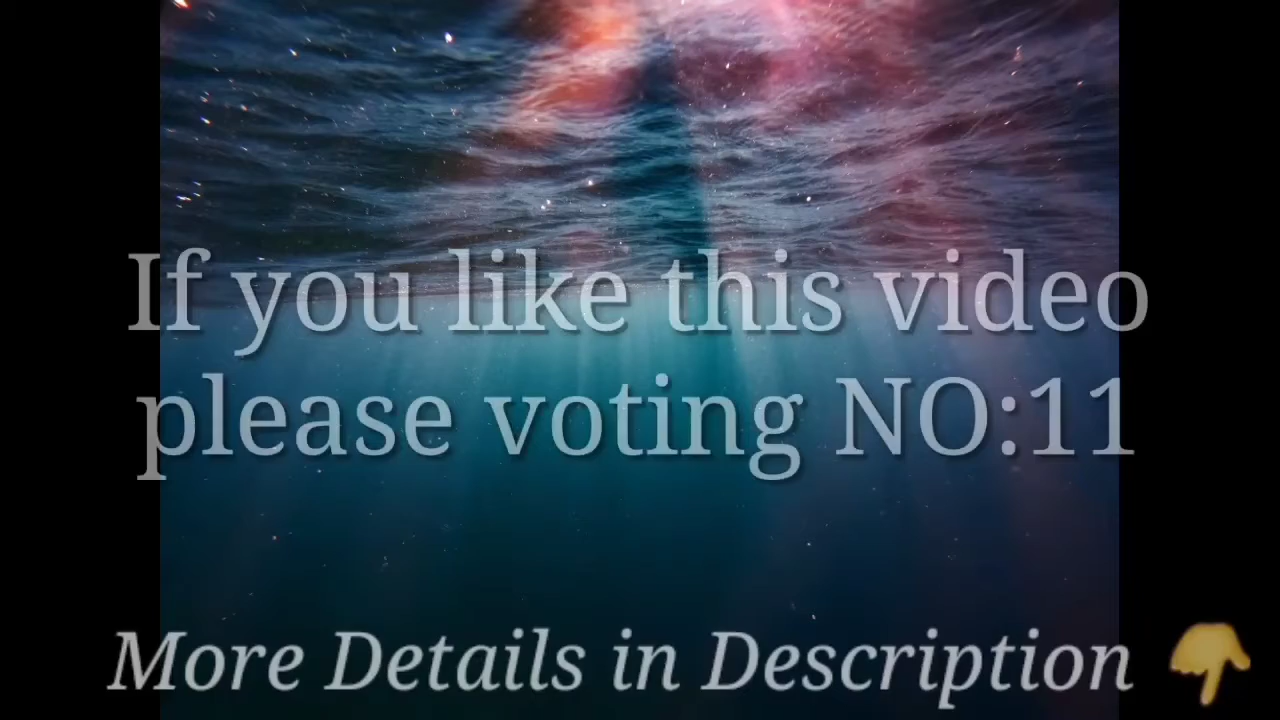 If you like this video
please voting NO:11
More Details in Description